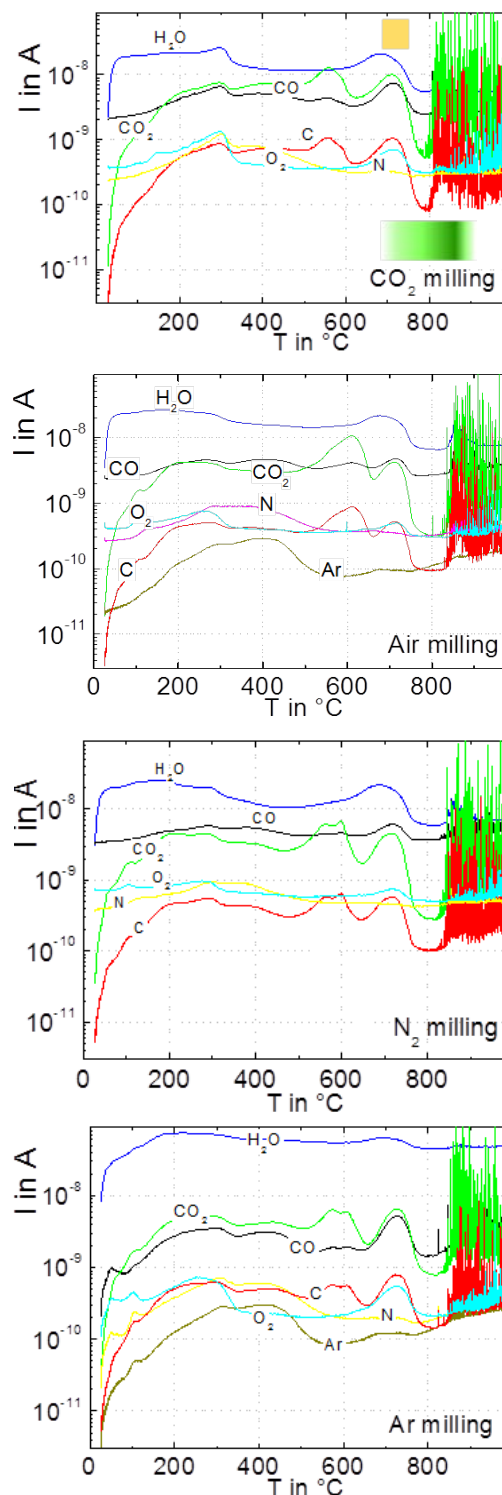 I in A
10⁻⁸
10⁻⁹
10⁻¹⁰
10⁻¹¹
H₂O
CO
CO₂
C
O₂
N
CO₂ milling
200
400
600
800
T in °C
I in A
10⁻⁸
10⁻⁹
10⁻¹⁰
10⁻¹¹
H₂O
CO
CO₂
O₂
N
C
Ar
Air milling
0
200
400
600
800
T in °C
I in A
10⁻⁸
10⁻⁹
10⁻¹⁰
10⁻¹¹
H₂O
CO
CO₂
O₂
N
C
N₂ milling
0
200
400
600
800
T in °C
I in A
10⁻⁸
10⁻⁹
10⁻¹⁰
10⁻¹¹
H₂O
CO₂
CO
C
O₂
N
Ar
Ar milling
0
200
400
600
800
T in °C